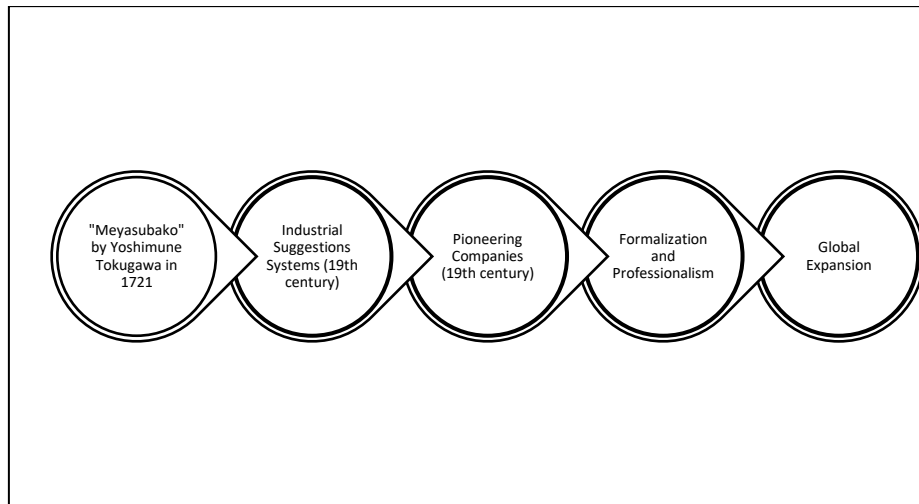 "Meyasubako"
by Yoshimune
Tokugawa in
1721
Industrial
Suggestions
Systems (19th
century)
Pioneering
Companies
(19th century)
Formalization
and
Professionalism
Global
Expansion